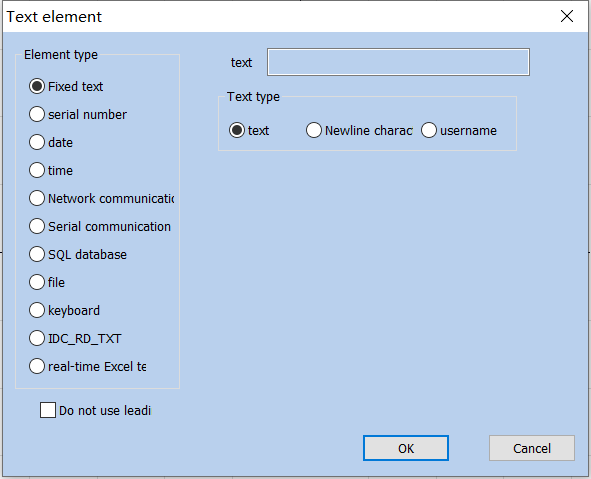 Text element
Element type
Fixed text
serial number
date
time
Network communicatio
Serial communication
SQL database
file
keyboard
IDC_RD_TXT
real-time Excel te
Do not use leadi
text
Text type
text
Newline charact
username
OK
Cancel